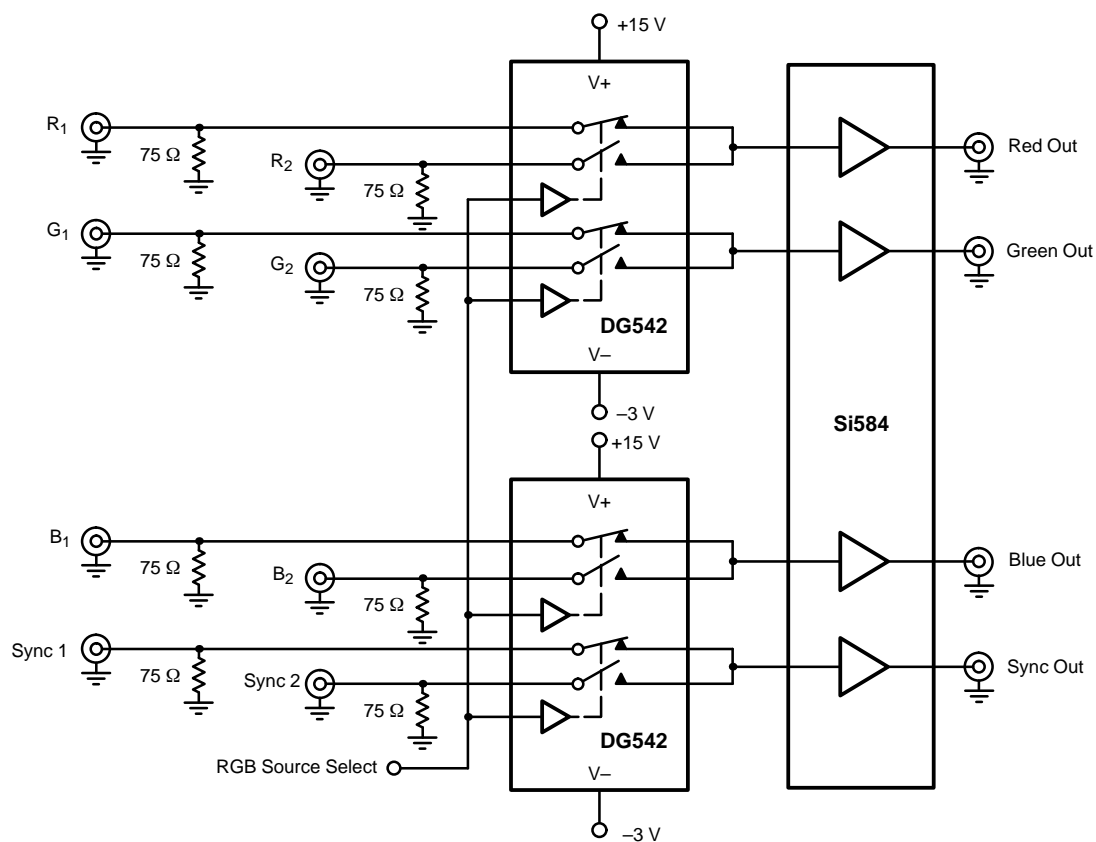 +15 V
V+
R1
75 Ω
R2
75 Ω
Red Out
G1
75 Ω
G2
75 Ω
Green Out
DG542
V–
–3 V
Si584
+15 V
V+
B1
75 Ω
B2
75 Ω
Blue Out
Sync 1
75 Ω
Sync 2
75 Ω
Sync Out
DG542
RGB Source Select
V–
–3 V